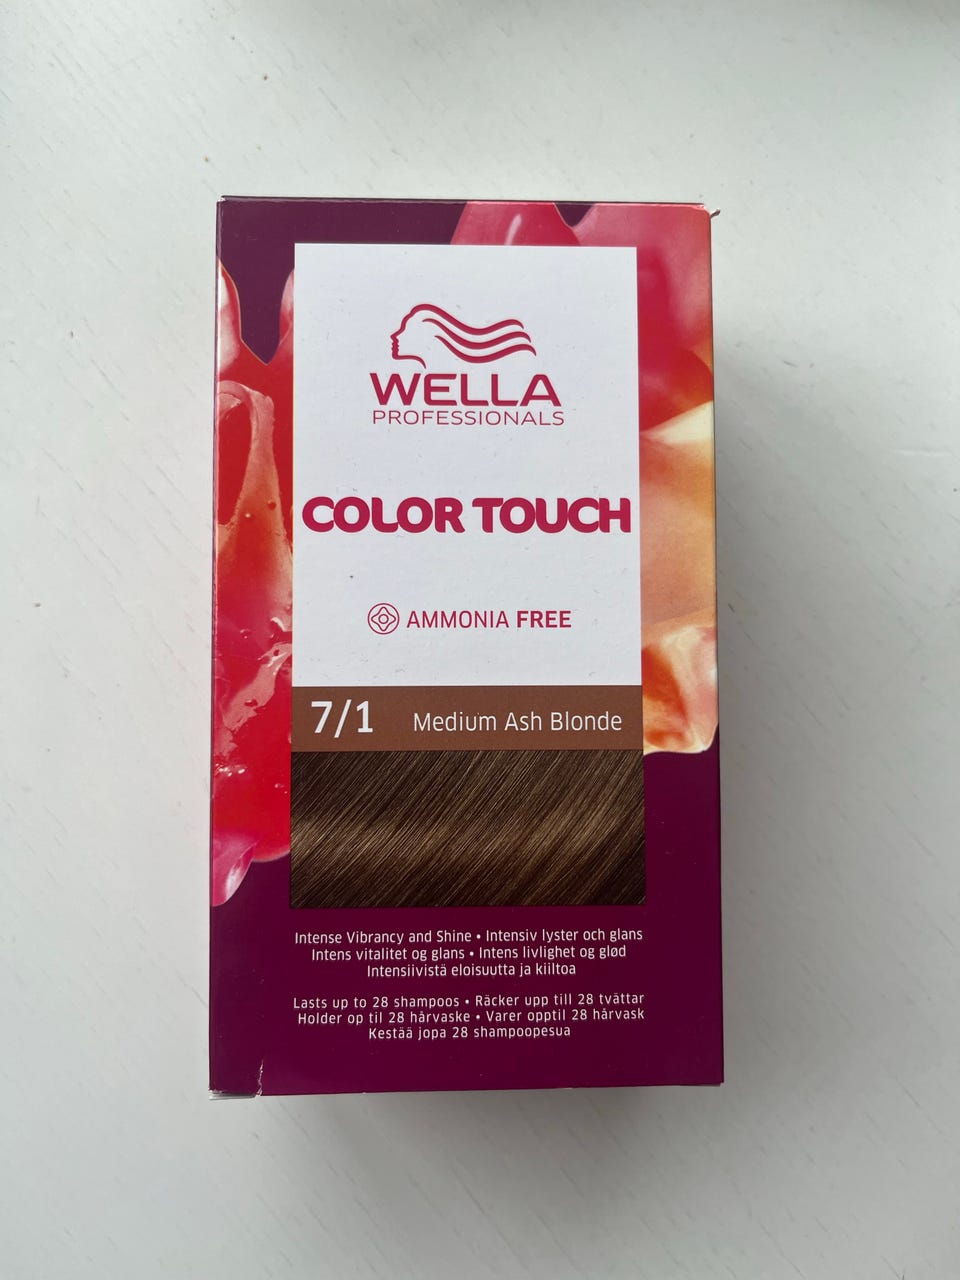 WELLA
PROFESSIONALS
COLOR TOUCH
AMMONIA FREE
7/1 Medium Ash Blonde
Intense Vibrancy and Shine • Intensiv lyster och glans
Intens vitalitet og glans • Intens livlighet og glød
Intensiivistä eloisuutta ja kiiltoa
Lasts up to 28 shampoos • Räcker upp till 28 tvättar
Holder op til 28 hårvaske • Varer opptil 28 hårvask
Kestää jopa 28 shampoopesua